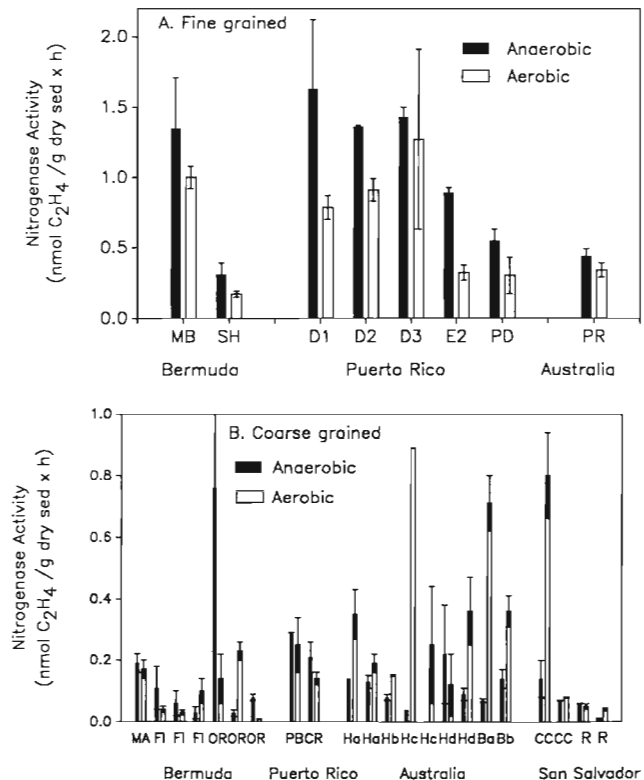 A. Fine grained
Anaerobic
Aerobic
Nitrogenase Activity
(nmol C2H4 /g dry sed x h)
2.0
1.5
1.0
0.5
0.0
MB SH D1 D2 D3 E2 PD PR
Bermuda Puerto Rico Australia
B. Coarse grained
Anaerobic
Aerobic
Nitrogenase Activity
(nmol C2H4 /g dry sed x h)
1.0
0.8
0.6
0.4
0.2
0.0
MA FI FI FI OR OR OR PB CR Ha Ha Hb Hc Hc Hd Hd Ba Bb CC CC R R
Bermuda Puerto Rico Australia San Salvador